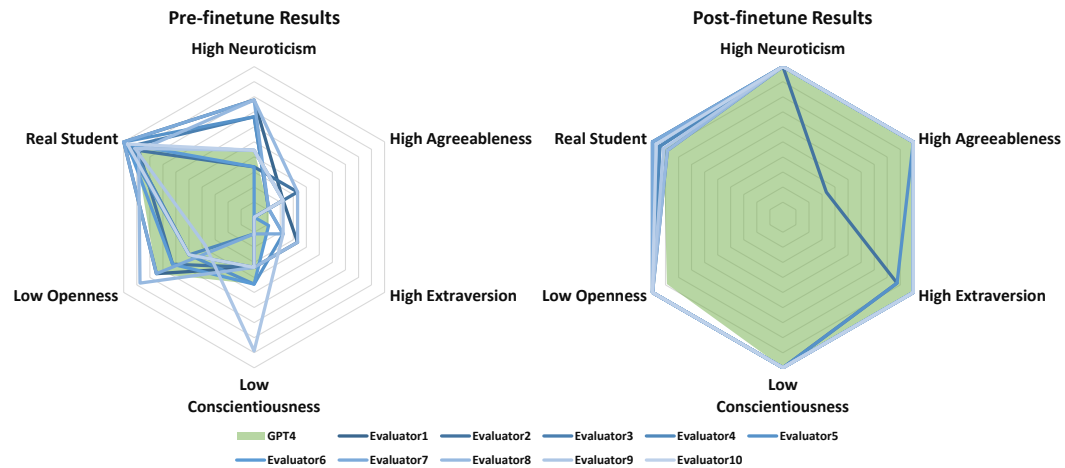 Pre-finetune Results
High Neuroticism
Real Student
High Agreeableness
Low Openness
High Extraversion
Low
Conscientiousness
Post-finetune Results
High Neuroticism
Real Student
High Agreeableness
Low Openness
High Extraversion
Low
Conscientiousness
GPT4 Evaluator1 Evaluator2 Evaluator3 Evaluator4 Evaluator5
Evaluator6 Evaluator7 Evaluator8 Evaluator9 Evaluator10